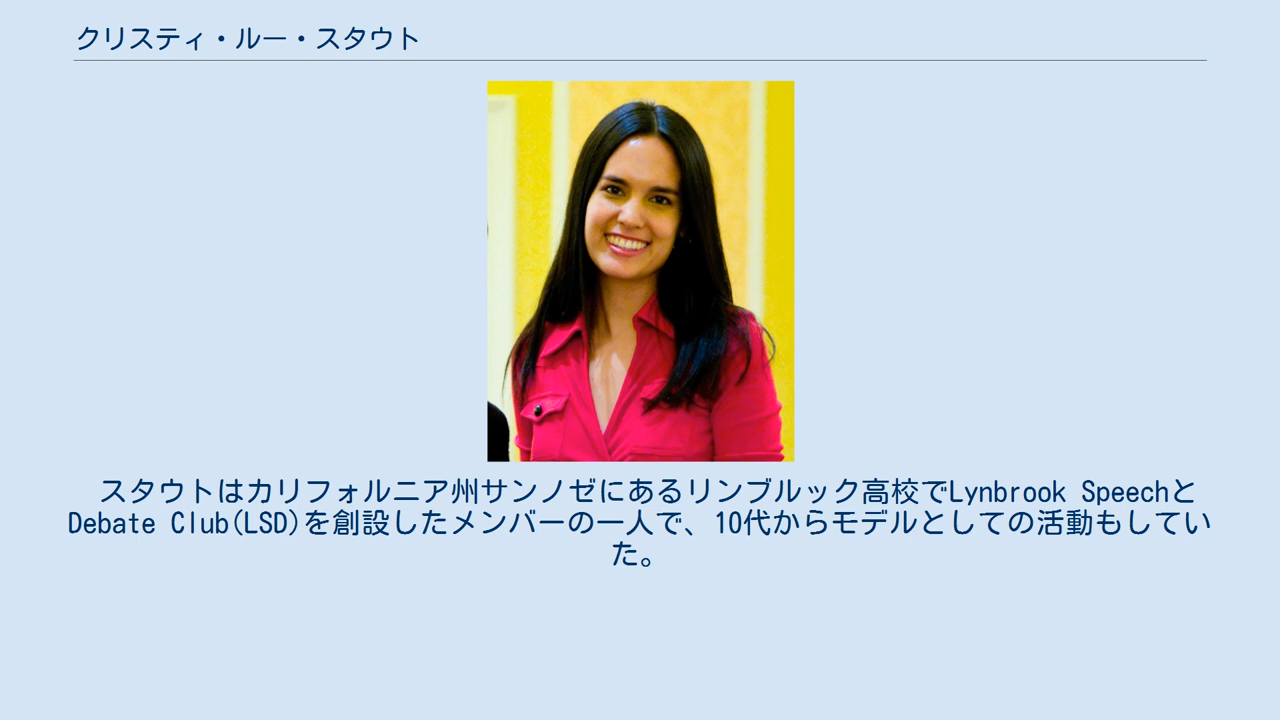 クリスティ・ルー・スタウト
スタウトはカリフォルニア州サンノゼにあるリンブルック高校でLynbrook Speechと
Debate Club(LSD)を創設したメンバーの一人で、10代からモデルとしての活動もしてい
た。